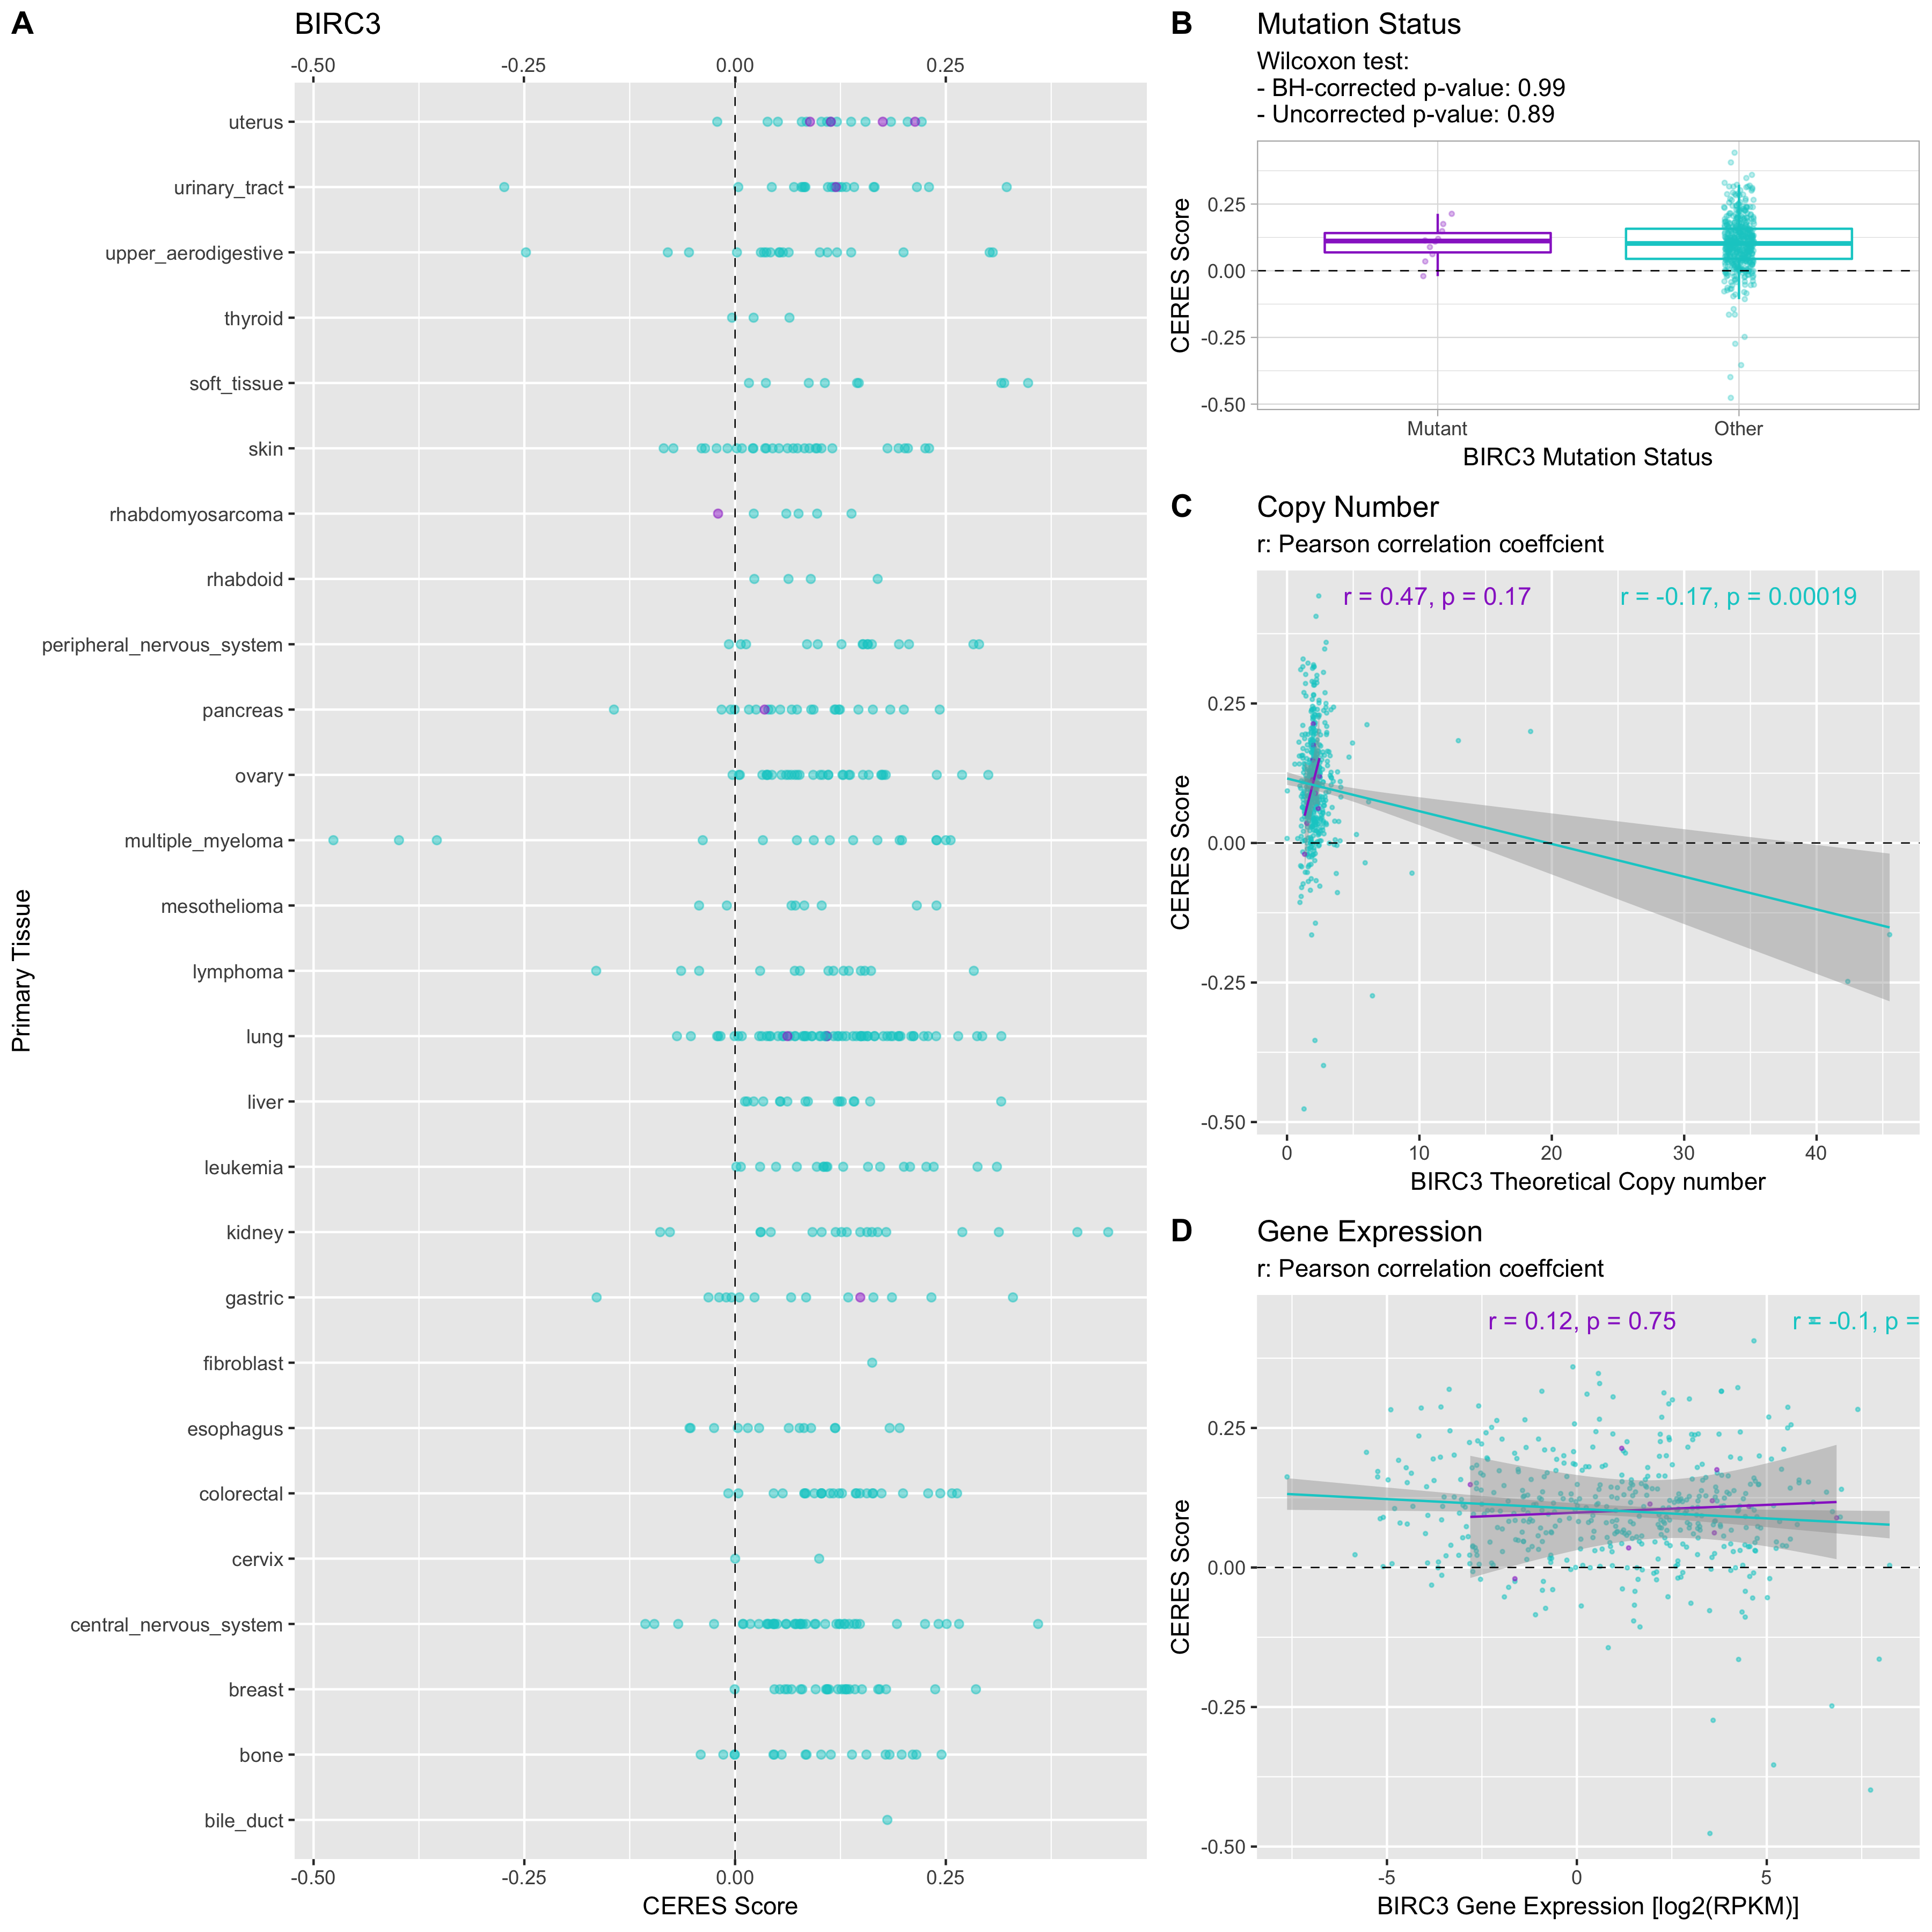 A
BIRC3
-0.50 -0.25 0.00 0.25
uterus
urinary_tract
upper_aerodigestive
thyroid
soft_tissue
skin
rhabdomyosarcoma
rhabdoid
peripheral_nervous_system
pancreas
ovary
multiple_myeloma
mesothelioma
lymphoma
lung
liver
leukemia
kidney
gastric
fibroblast
esophagus
colorectal
cervix
central_nervous_system
breast
bone
bile_duct
Primary Tissue
-0.50 -0.25 0.00 0.25
CERES Score
B
Mutation Status
Wilcoxon test:
- BH-corrected p-value: 0.99
- Uncorrected p-value: 0.89
CERES Score
0.25
0.00
-0.25
-0.50
Mutant Other
BIRC3 Mutation Status
C
Copy Number
r: Pearson correlation coeffcient
r = 0.47, p = 0.17 r = -0.17, p = 0.00019
CERES Score
0.25
0.00
-0.25
-0.50
0 10 20 30 40
BIRC3 Theoretical Copy number
D
Gene Expression
r: Pearson correlation coeffcient
r = 0.12, p = 0.75 r = -0.1, p =
CERES Score
0.25
0.00
-0.25
-0.50
-5 0 5
BIRC3 Gene Expression [log2(RPKM)]